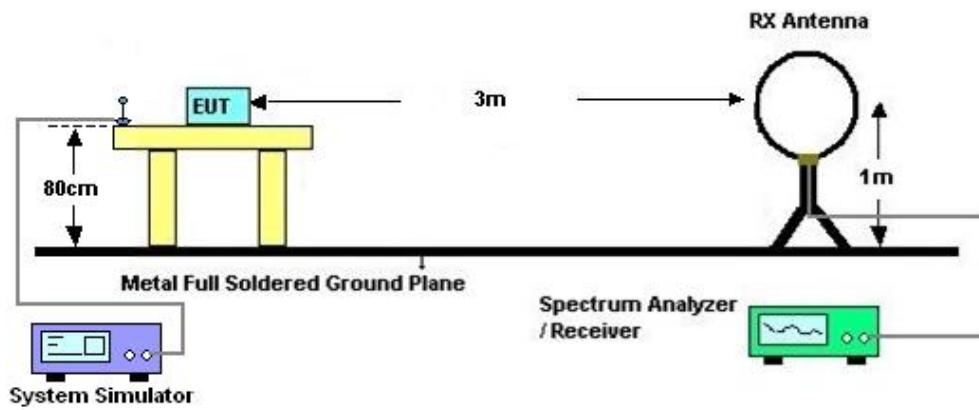 RX Antenna
EUT
3m
80cm
1m
Metal Full Soldered Ground Plane
Spectrum Analyzer
/ Receiver
System Simulator